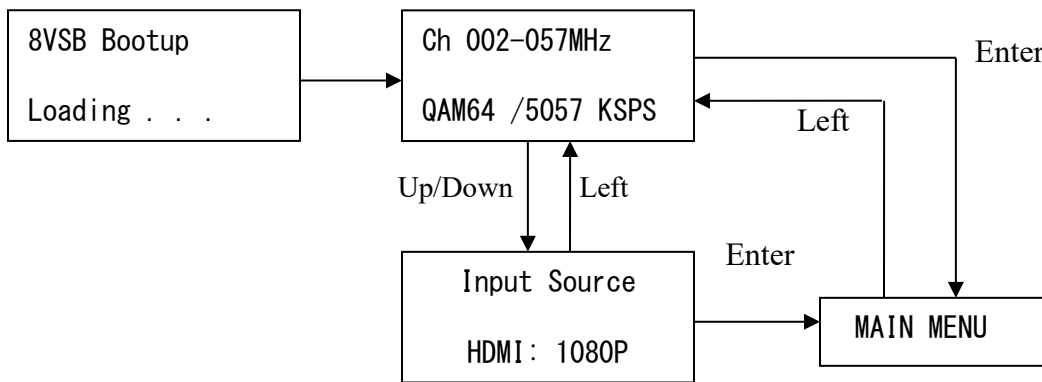 8VSB Bootup
Loading . . .
Ch 002-057MHz
QAM64 /5057 KSPS
Enter
Left
Up/Down
Left
Input Source
HDMI: 1080P
Enter
MAIN MENU